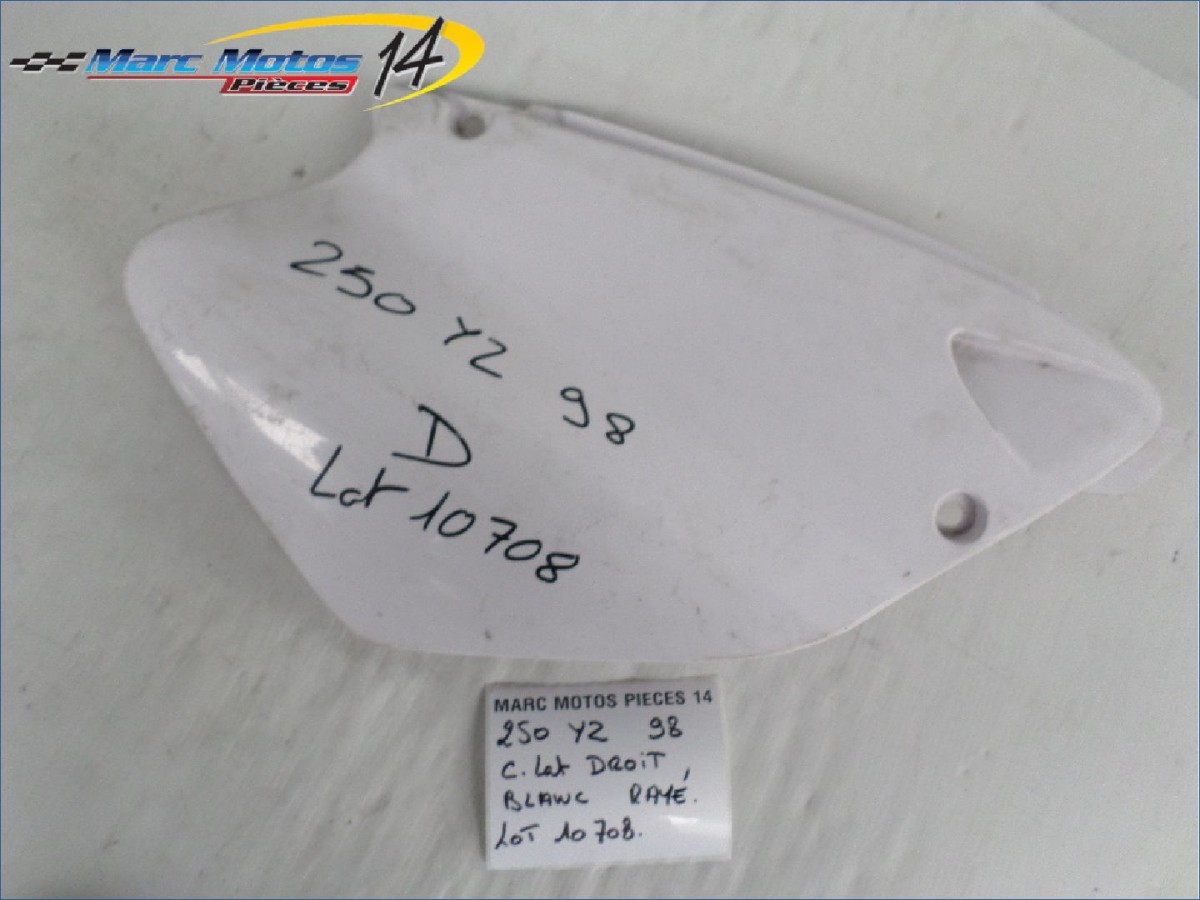 Marc Motos 14
Pièces
250 YZ 98
D
Lot 10708
MARC MOTOS PIECES 14
250 YZ 98
C. Lat DROIT,
BLANC RAYÉ.
LOT 10708.